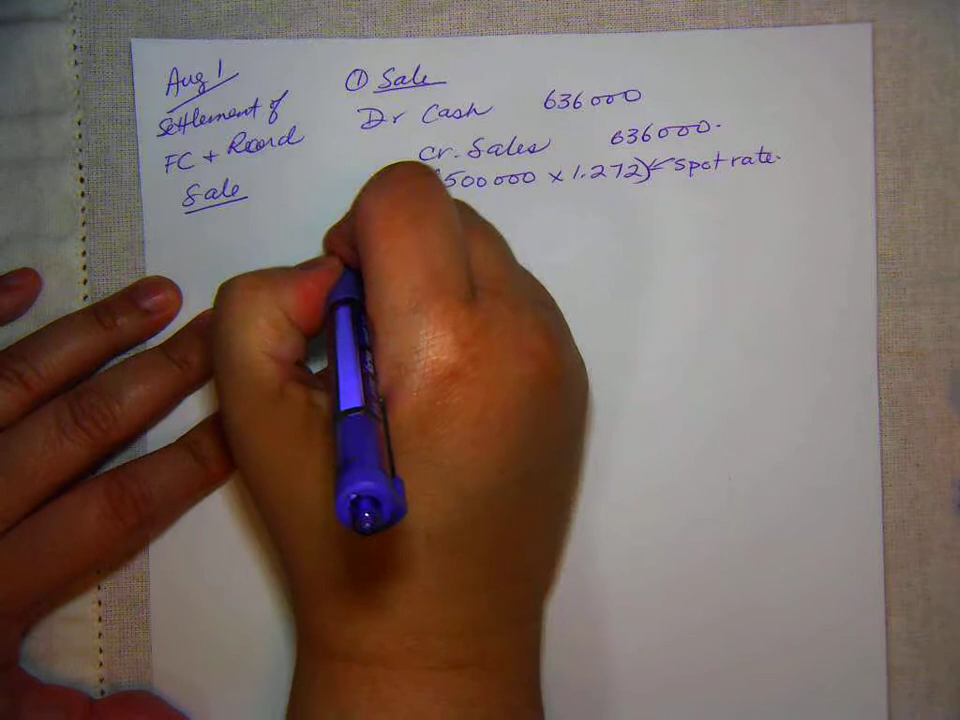 Aug 1
Settlement of
FC + Record
Sale
① Sale
Dr Cash 636000
cr. Sales 636000.
500000 x 1.272) ← spot rate.